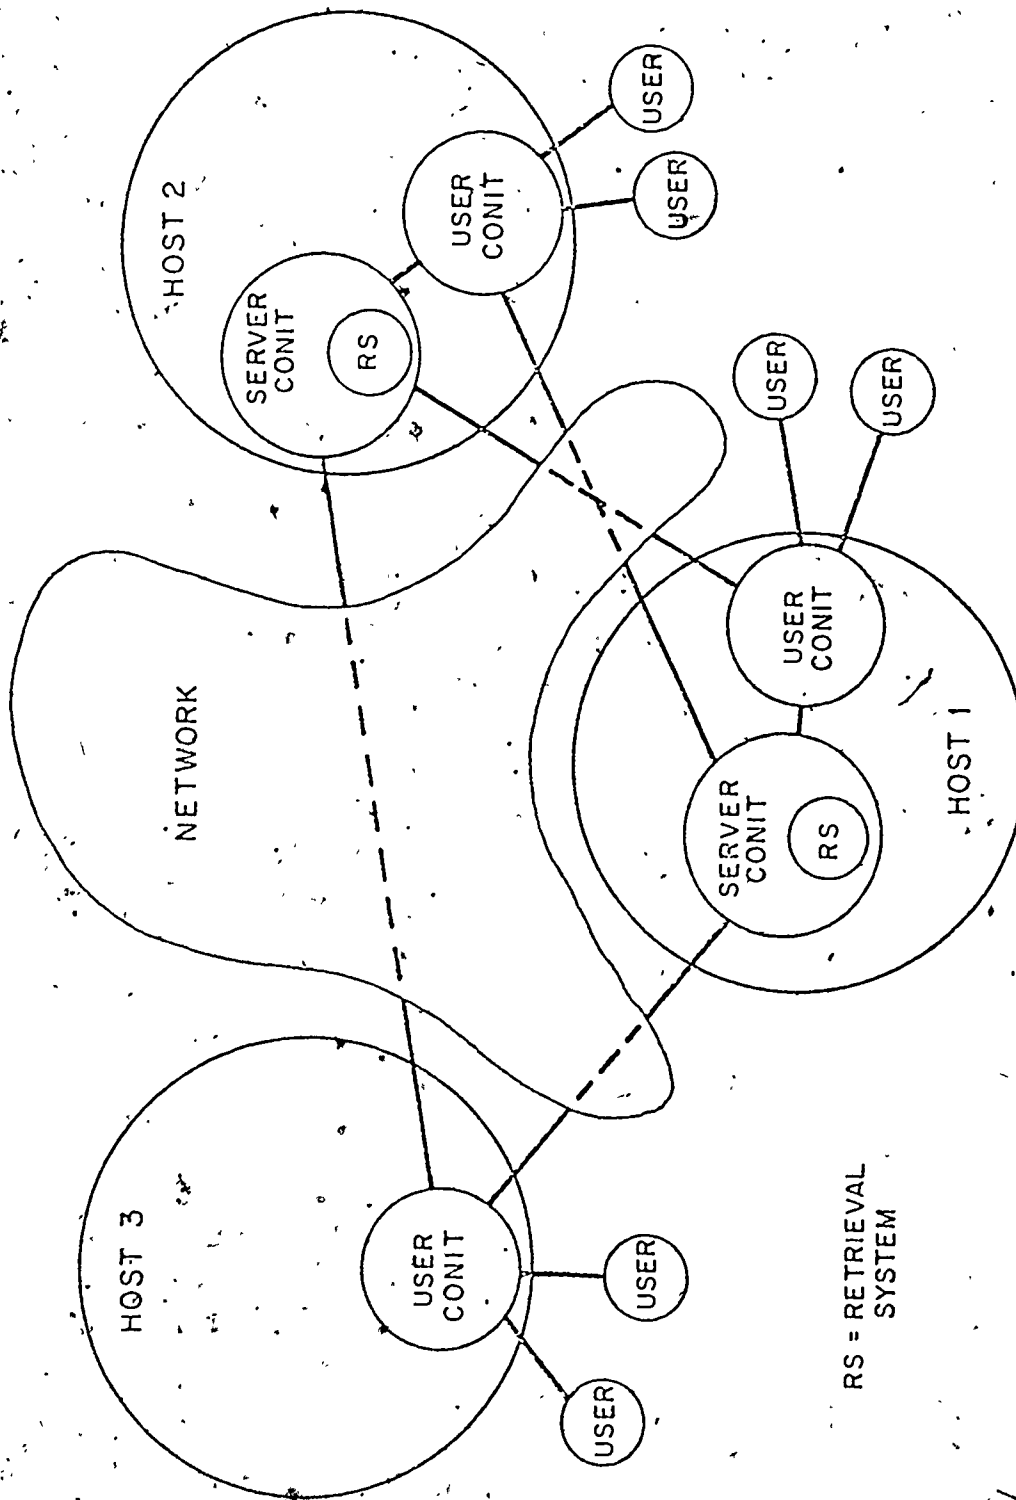 HOST 3
USER
CONIT
USER
USER
NETWORK
HOST 2
SERVER
CONIT
RS
USER
CONIT
USER
USER
SERVER
CONIT
RS
USER
CONIT
USER
USER
HOST 1
RS = RETRIEVAL
SYSTEM